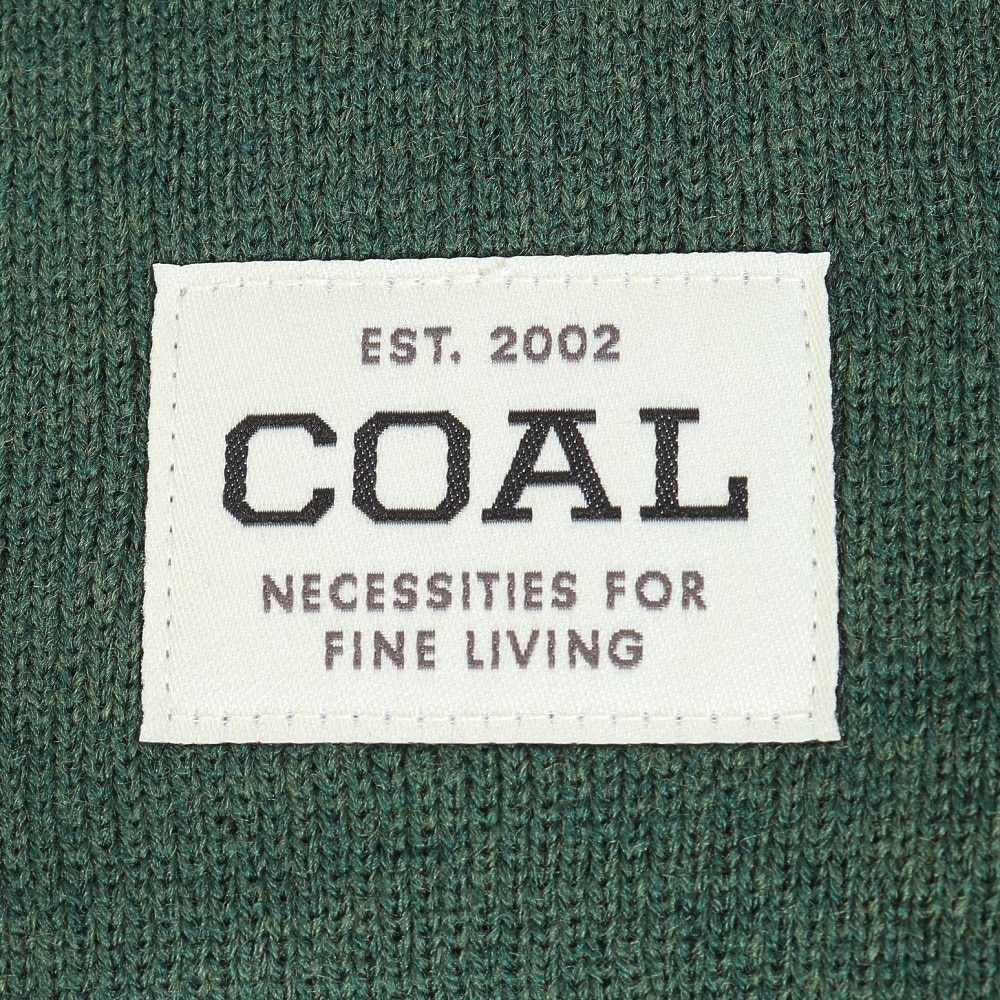 EST. 2002
COAL
NECESSITIES FOR
FINE LIVING